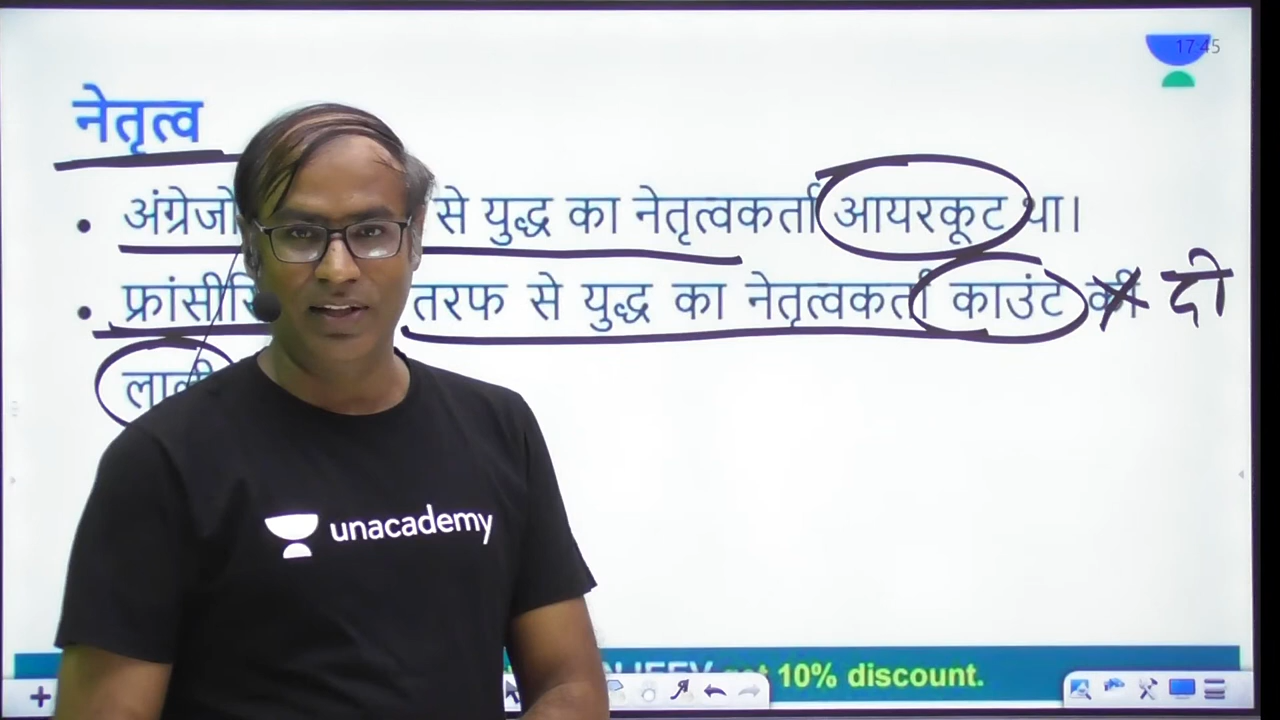 17:45
नेतृत्व
• अंग्रेजो से युद्ध का नेतृत्वकर्ता आयरकूट था।
• फ्रांसीसि तरफ से युद्ध का नेतृत्वकर्ता काउंट की दी
unacademy
10% discount.